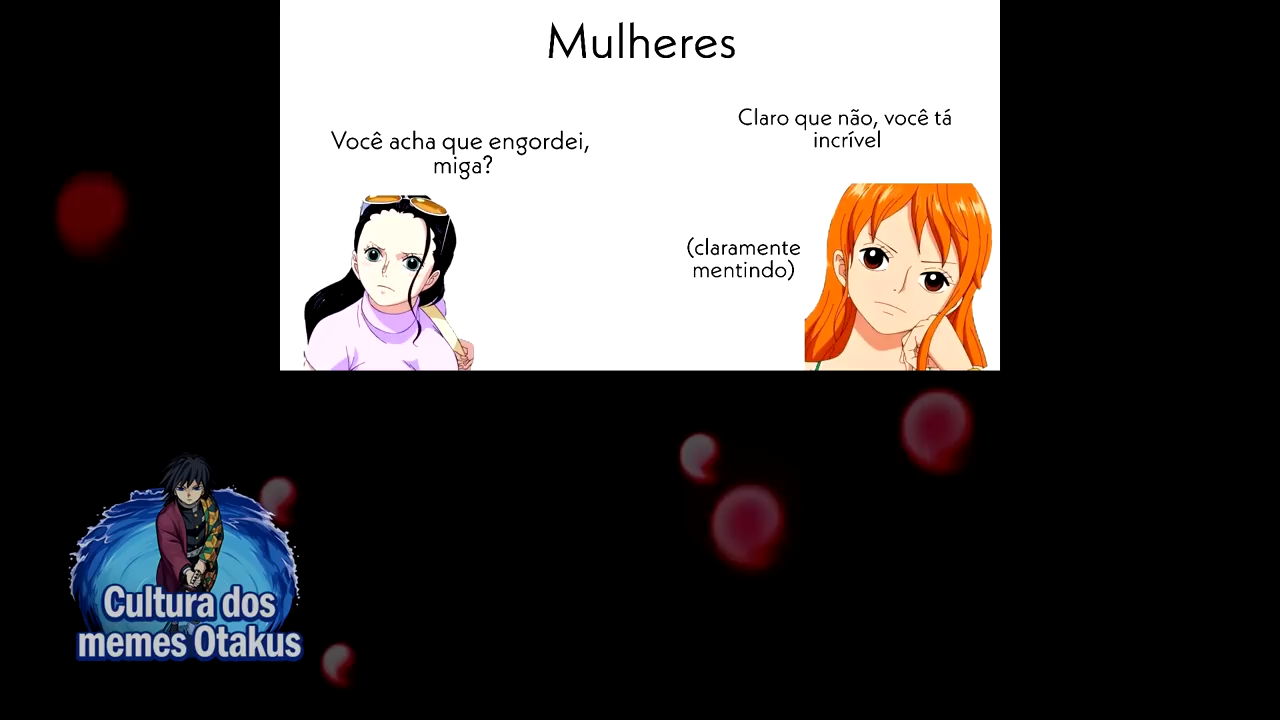 Mulheres
Você acha que engordei,
miga?
Claro que não, você tá
incrível
(claramente
mentindo)
Cultura dos
memes Otakus